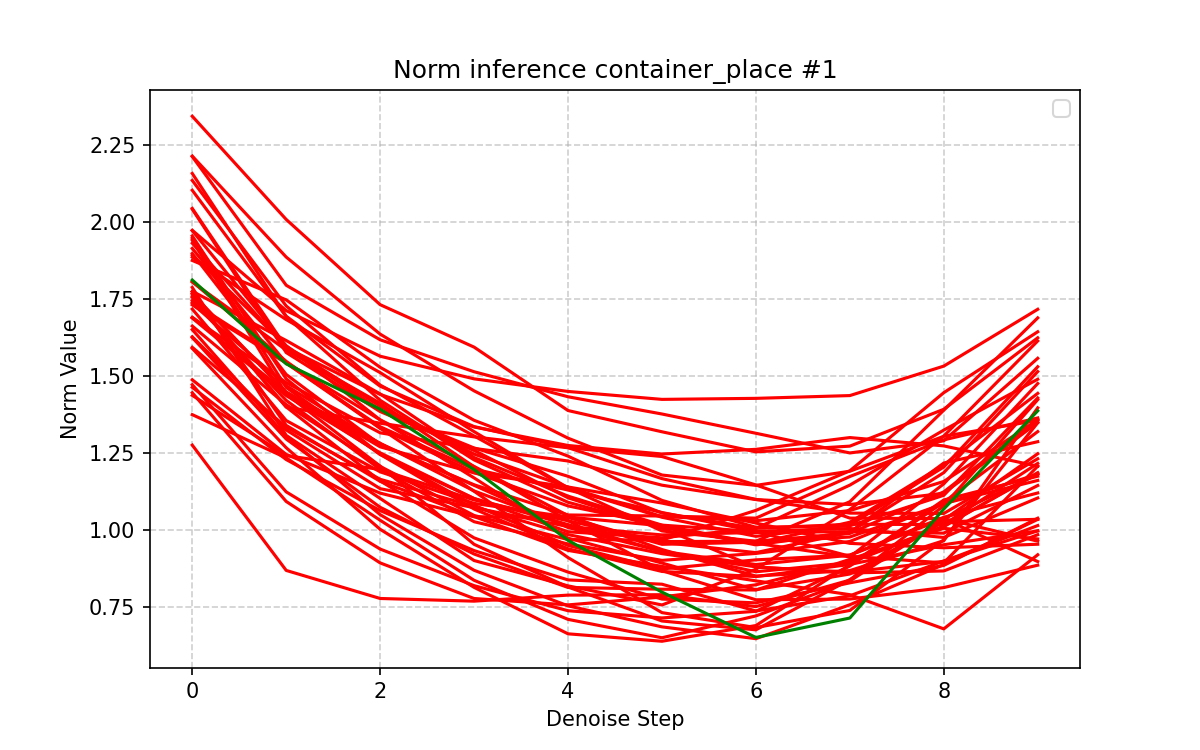 Norm inference container_place #1
Norm Value
2.25
2.00
1.75
1.50
1.25
1.00
0.75
0 2 4 6 8
Denoise Step